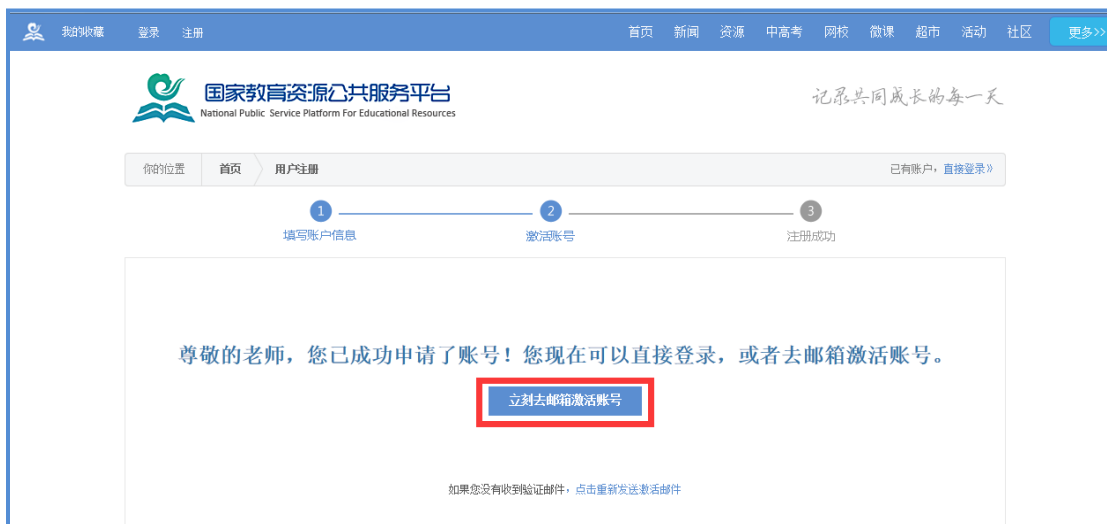 我的收藏 登录 注册 首页 新闻 资源 中高考 网校 微课 超市 活动 社区 更多>>
国家教育资源公共服务平台
National Public Service Platform For Educational Resources
记录共同成长的每一天
你的位置 首页 用户注册 已有账户，直接登录》
1 2 3
填写账户信息 激活账号 注册成功
尊敬的老师，您已成功申请了账号！您现在可以直接登录，或者去邮箱激活账号。
立刻去邮箱激活账号
如果您没有收到验证邮件，点击重新发送激活邮件